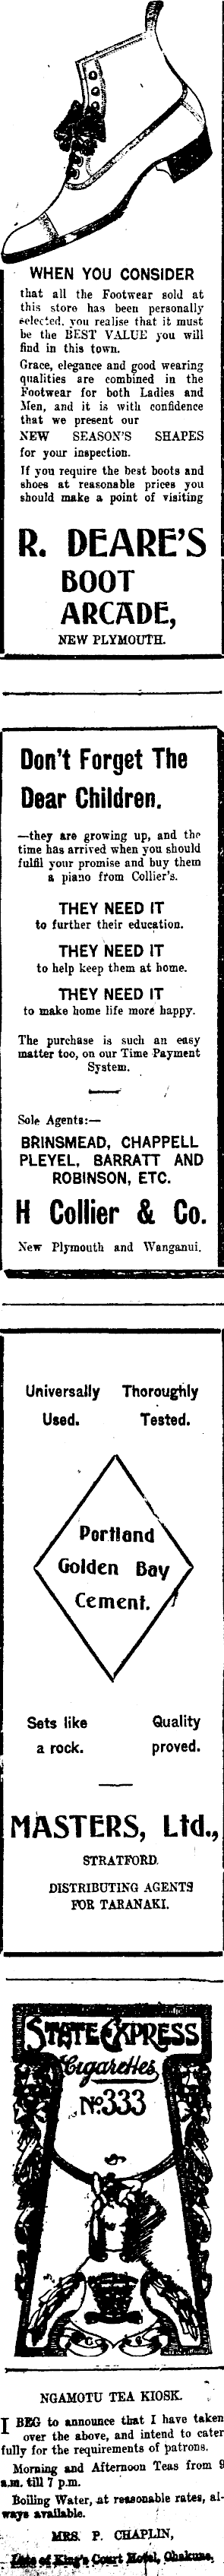 WHEN YOU CONSIDER
that all the Footwear sold at
this store has been personally
selected, you realise that it must
be the BEST VALUE you will
find in this town.
Grace, elegance and good wearing
qualities are combined in the
Footwear for both Ladies and
Men, and it is with confidence
that we present our
NEW SEASON'S SHAPES
for your inspection.
If you require the best boots and
shoes at reasonable prices you
should make a point of visiting
R. DEARE'S
BOOT
ARCADE,
NEW PLYMOUTH.
Don't Forget The
Dear Children.
—they are growing up, and the
time has arrived when you should
fulfil your promise and buy them
a piano from Collier's.
THEY NEED IT
to further their education.
THEY NEED IT
to help keep them at home.
THEY NEED IT
to make home life more happy.
The purchase is such an easy
matter too, on our Time Payment
System.
Sole Agents:—
BRINSMEAD, CHAPPELL
PLEYEL, BARRATT AND
ROBINSON, ETC.
H Collier & Co.
New Plymouth and Wanganui.
Universally Thoroughly
Used. Tested.
Portland
Golden Bay
Cement.
Sets like Quality
a rock. proved.
MASTERS, Ltd.,
STRATFORD.
DISTRIBUTING AGENTS
FOR TARANAKI.
STATE EXPRESS
Cigarettes
No. 333
NGAMOTU TEA KIOSK.
I BEG to announce that I have taken
over the above, and intend to cater
fully for the requirements of patrons.
Morning and Afternoon Teas from 9
a.m. till 7 p.m.
Boiling Water, at reasonable rates, al-
ways available.
MRS. P. CHAPLIN,
Late of King's Court Hotel, Ohakune.